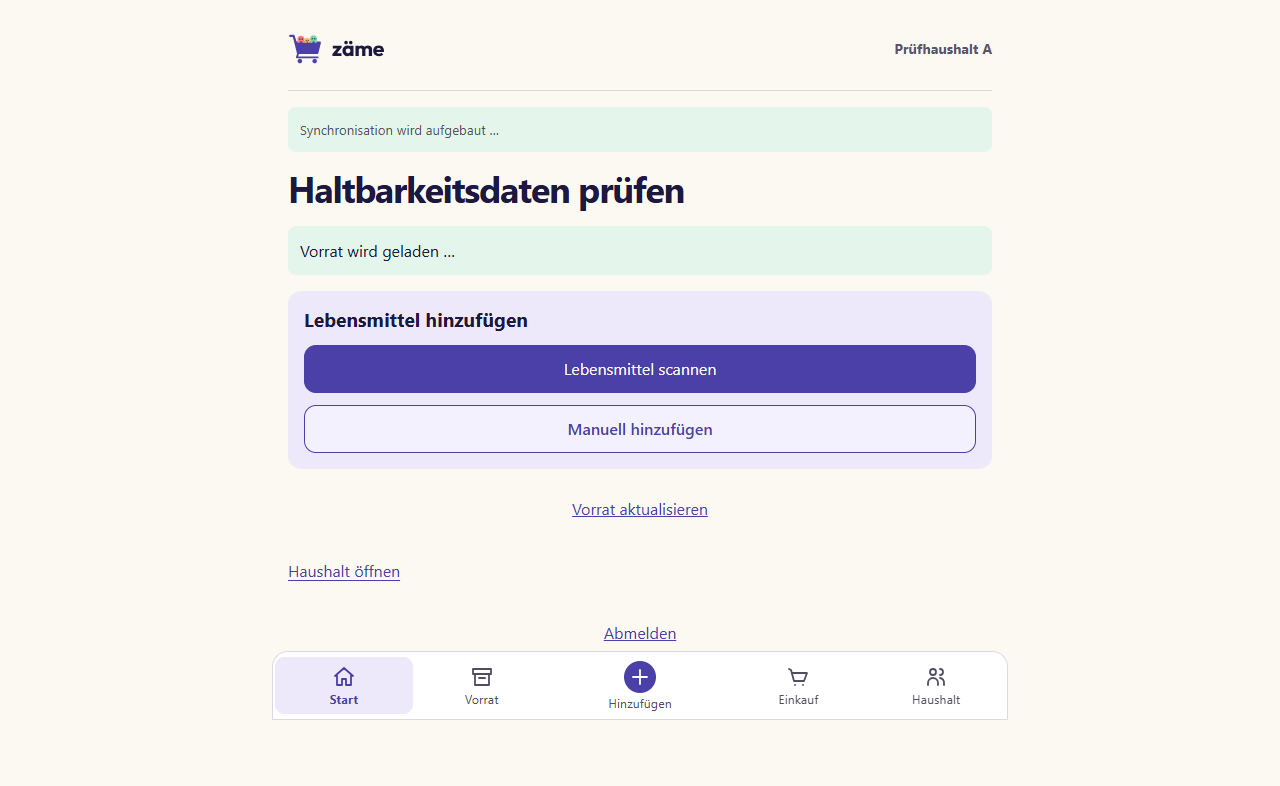 zäme
Prüfhaushalt A
Synchronisation wird aufgebaut …
Haltbarkeitsdaten prüfen
Vorrat wird geladen …
Lebensmittel hinzufügen
Lebensmittel scannen
Manuell hinzufügen
Vorrat aktualisieren
Haushalt öffnen
Abmelden
Start
Vorrat
Hinzufügen
Einkauf
Haushalt